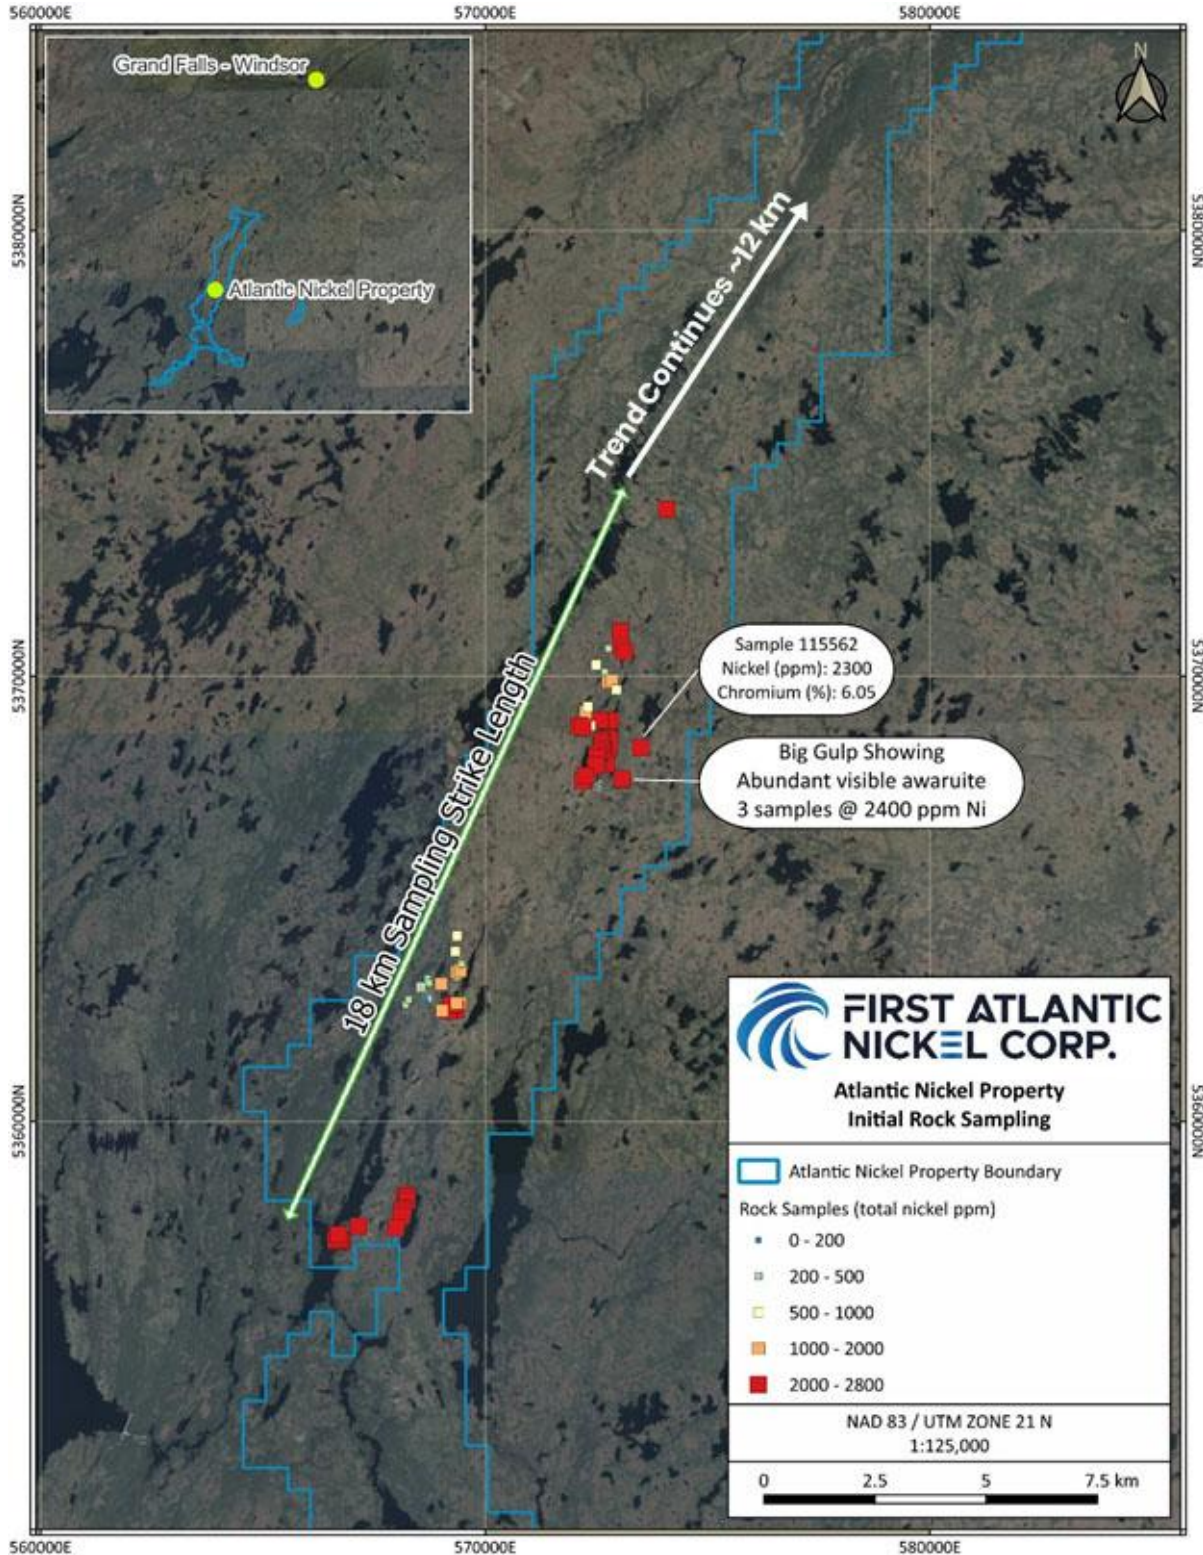 560000E
570000E
580000E
Grand Falls - Windsor
Atlantic Nickel Property
N
5380000N
5380000N
Trend Continues ~12 km
18 km Sampling Strike Length
5370000N
5370000N
Sample 115562
Nickel (ppm): 2300
Chromium (%): 6.05
Big Gulp Showing
Abundant visible awaruite
3 samples @ 2400 ppm Ni
5360000N
5360000N
FIRST ATLANTIC
NICKEL CORP.
Atlantic Nickel Property
Initial Rock Sampling
Atlantic Nickel Property Boundary
Rock Samples (total nickel ppm)
0 - 200
200 - 500
500 - 1000
1000 - 2000
2000 - 2800
NAD 83 / UTM ZONE 21 N
1:125,000
0 2.5 5 7.5 km
560000E
570000E
580000E